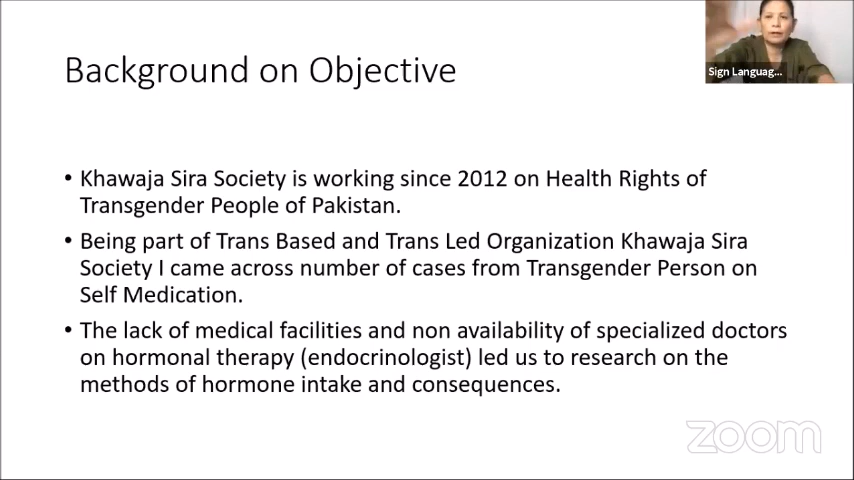 Background on Objective
Sign Languag...
• Khawaja Sira Society is working since 2012 on Health Rights of
Transgender People of Pakistan.
• Being part of Trans Based and Trans Led Organization Khawaja Sira
Society I came across number of cases from Transgender Person on
Self Medication.
• The lack of medical facilities and non availability of specialized doctors
on hormonal therapy (endocrinologist) led us to research on the
methods of hormone intake and consequences.
zoom